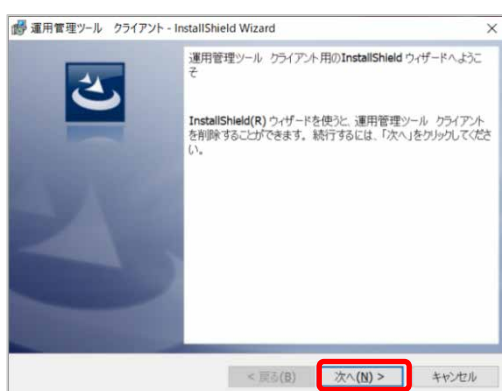 運用管理ツール クライアント - InstallShield Wizard
運用管理ツール クライアント用のInstallShield ウィザードへようこ
そ
InstallShield(R) ウィザードを使うと、運用管理ツール クライアント
を削除することができます。続行するには、「次へ」をクリックしてくださ
い。
< 戻る(B) 次へ(N) > キャンセル